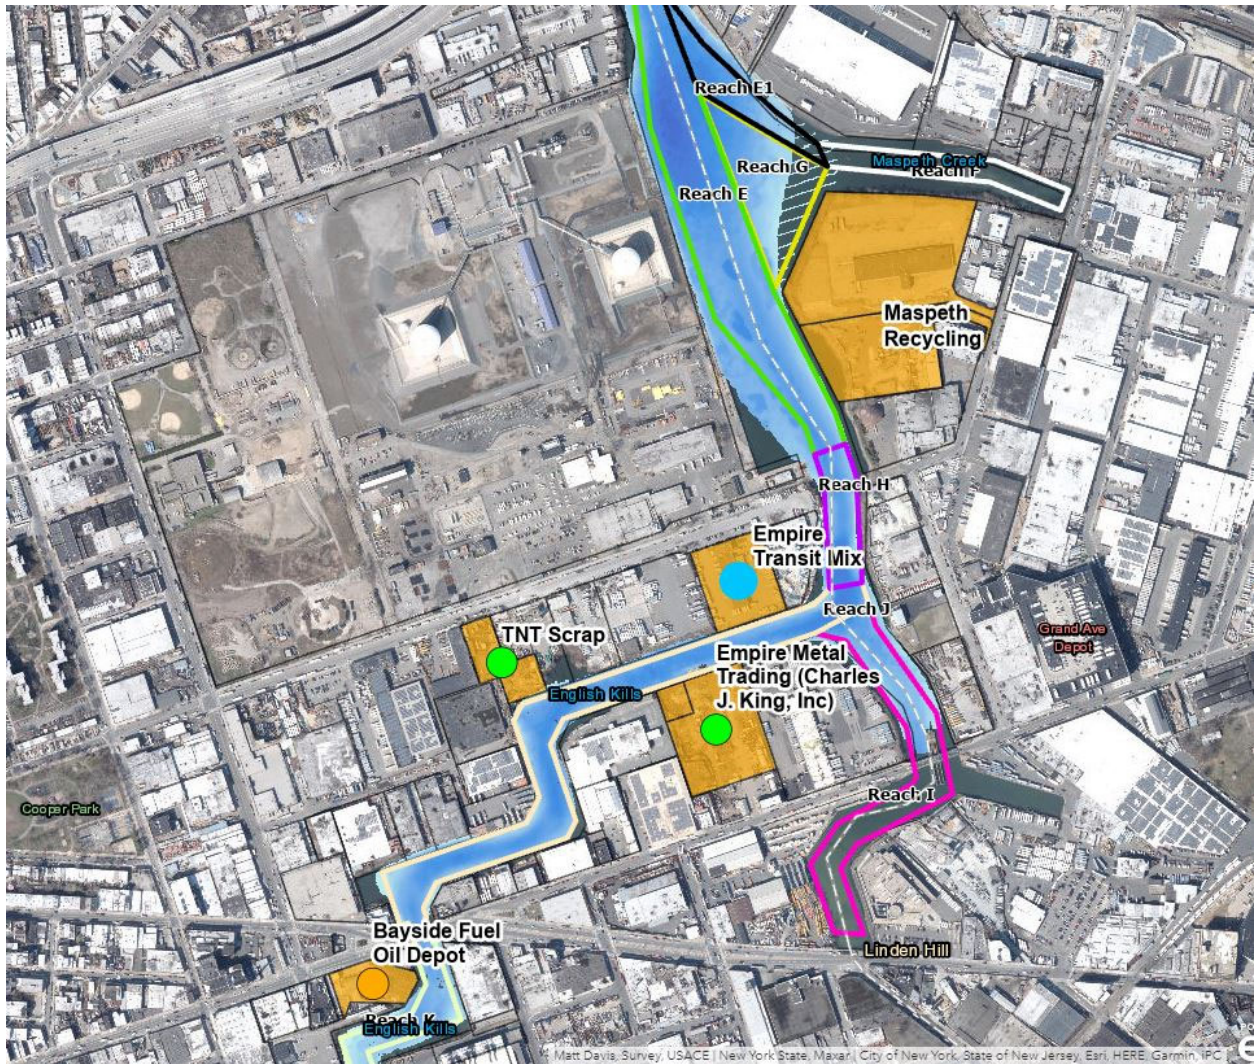 Reach E1
Reach G
Maspeth Creek
Reach F
Reach E
Maspeth
Recycling
Reach H
Empire
Transit Mix
Reach J
TNT Scrap
Grand Ave
Depot
Empire Metal
Trading (Charles
J. King, Inc)
English Kills
Reach I
Cooper Park
Bayside Fuel
Oil Depot
Linden Hill
Reach K
English Kills
Matt Davis, Survey, USACE | New York State, Maxar | City of New York, State of New Jersey, Esri, HERE, Garmin, iPC